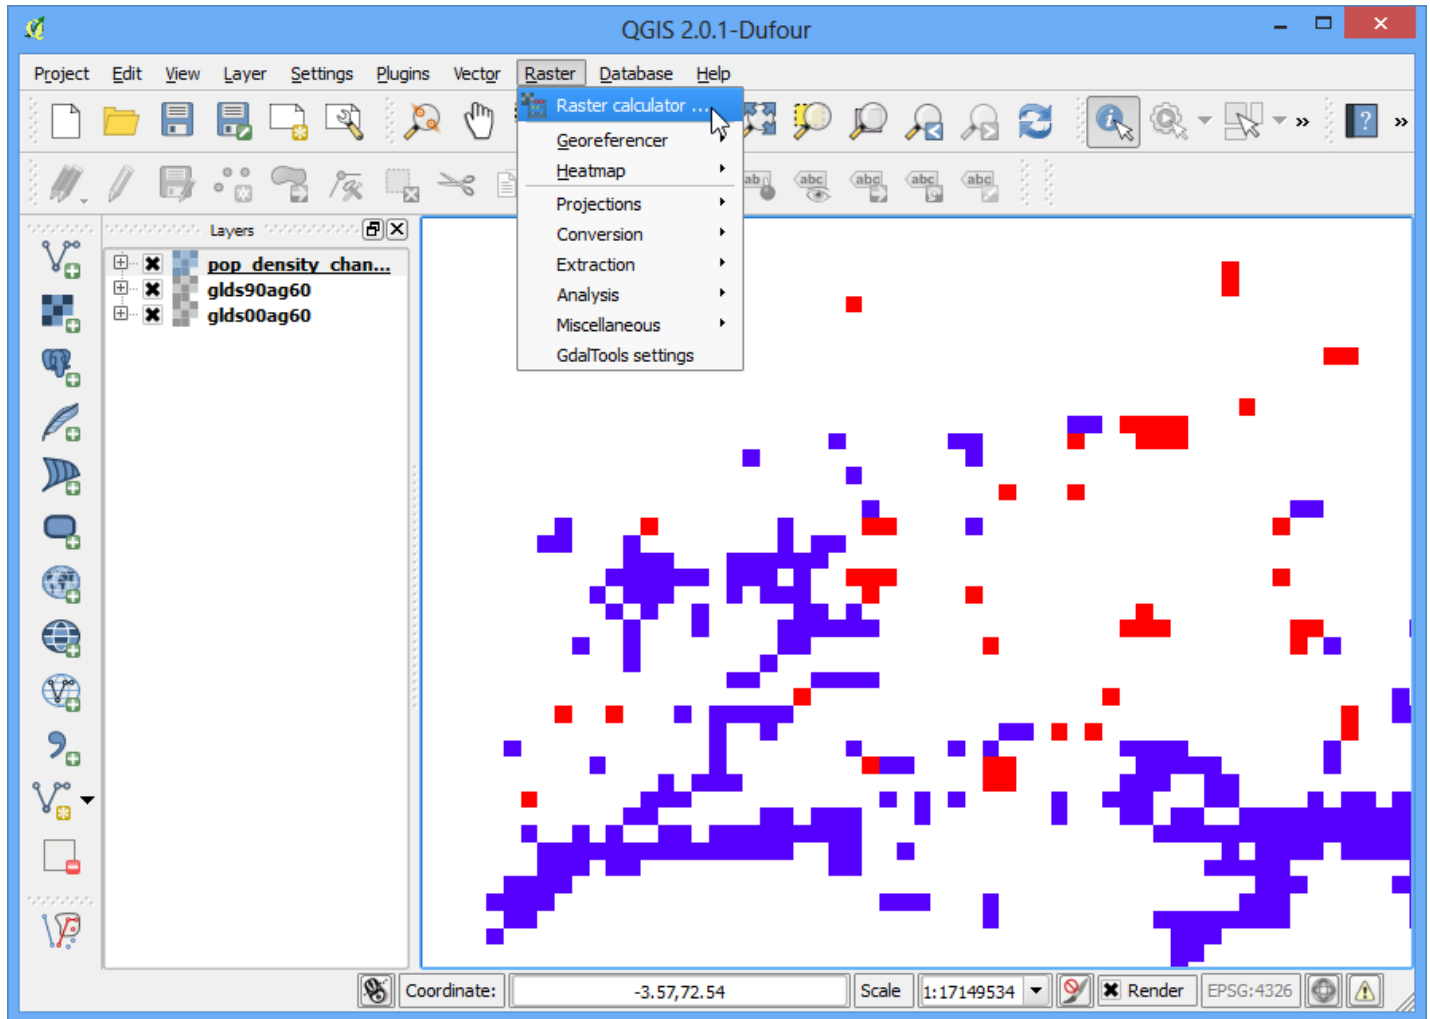 QGIS 2.0.1-Dufour
Project Edit View Layer Settings Plugins Vector Raster Database Help
Raster calculator ...
Georeferencer
Heatmap
Projections
Conversion
Extraction
Analysis
Miscellaneous
GdalTools settings
abc abc abc abc
Layers
pop_density_chan...
glds90ag60
glds00ag60
Coordinate: -3.57,72.54 Scale 1:17149534 Render EPSG:4326